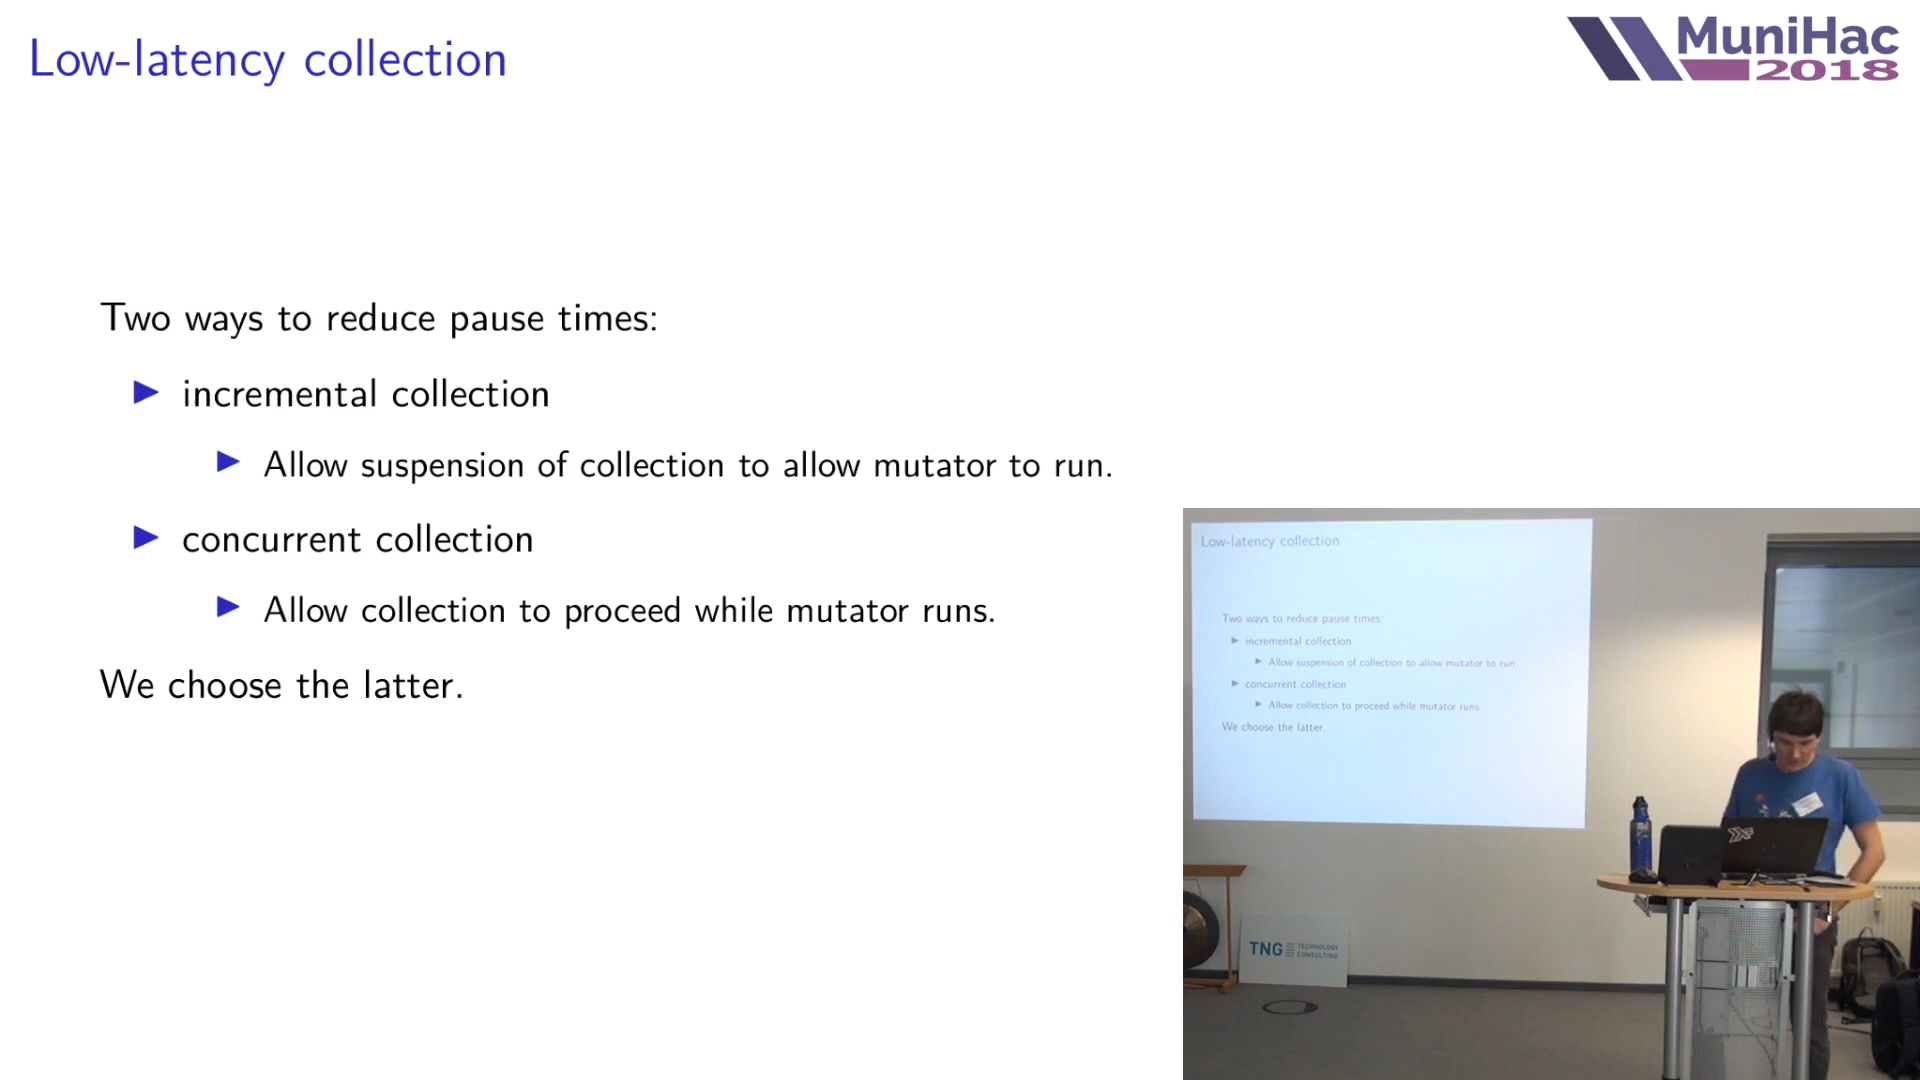 Low-latency collection
MuniHac
2018
Two ways to reduce pause times:
incremental collection
Allow suspension of collection to allow mutator to run.
concurrent collection
Allow collection to proceed while mutator runs.
We choose the latter.
Low-latency collection
Two ways to reduce pause times:
incremental collection
Allow suspension of collection to allow mutator to run.
concurrent collection
Allow collection to proceed while mutator runs
We choose the latter.
TNG TECHNOLOGY
CONSULTING